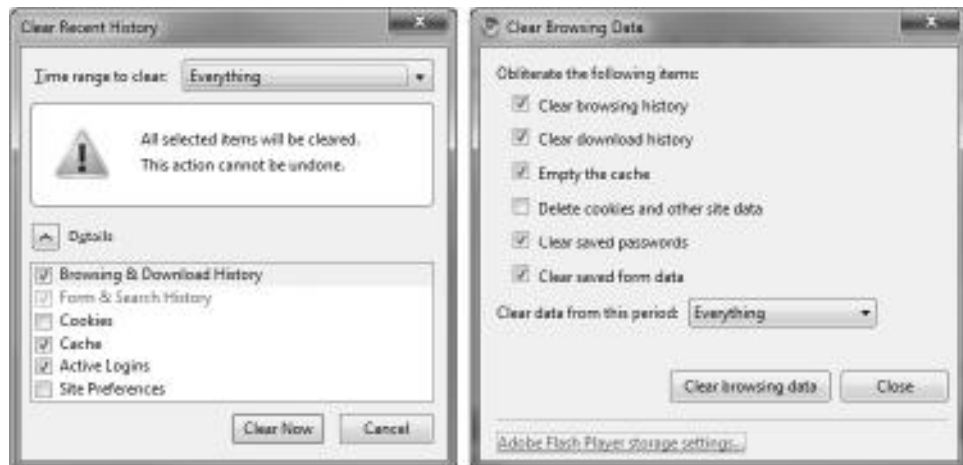 Clear Recent History
Time range to clear: Everything
All selected items will be cleared.
This action cannot be undone.
Details
Browsing & Download History
Form & Search History
Cookies
Cache
Active Logins
Site Preferences
Clear Now Cancel
Clear Browsing Data
Obliterate the following items:
Clear browsing history
Clear download history
Empty the cache
Delete cookies and other site data
Clear saved passwords
Clear saved form data
Clear data from this period: Everything
Clear browsing data Close
Adobe Flash Player storage settings...